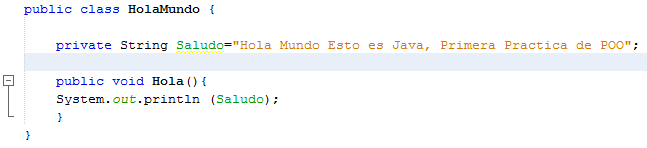 public class HolaMundo {
private String Saludo="Hola Mundo Esto es Java, Primera Practica de POO";
public void Hola(){
System.out.println (Saludo);
}
}